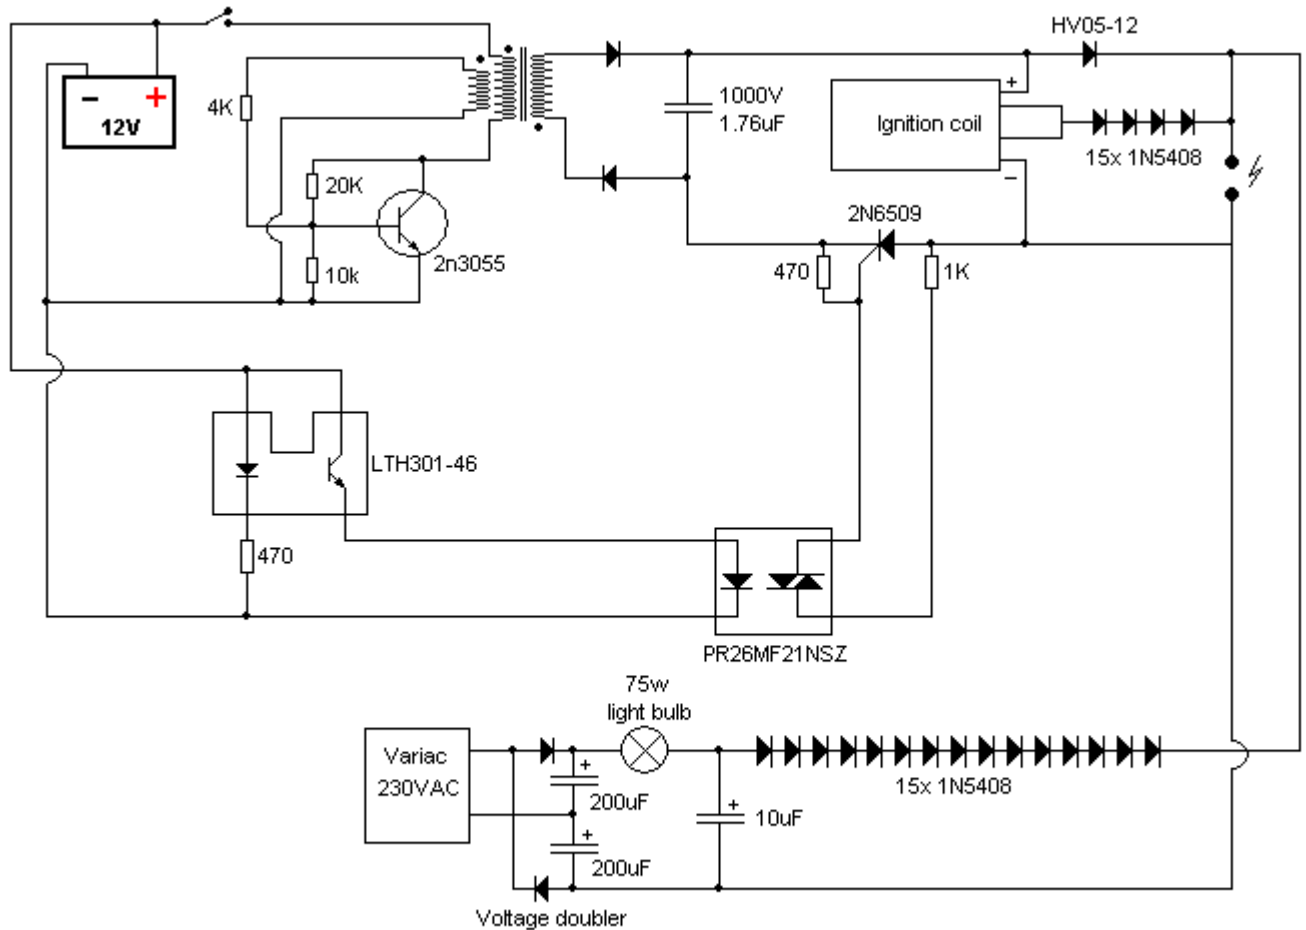 HV05-12
− +
12V
4K
1000V
1.76uF
+
Ignition coil
15x 1N5408
−
20K
2N6509
2n3055
10k
470
1K
LTH301-46
470
PR26MF21NSZ
75w
light bulb
Variac
230VAC
+
200uF
15x 1N5408
+
10uF
+
200uF
Voltage doubler